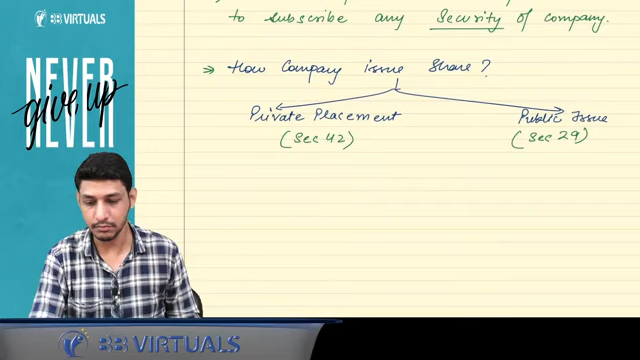 BB VIRTUALS
to subscribe any Security of company.
NEVER
give up
NEVER
⇒ How Company issue Share?
Private Placement
(Sec 42)
Public Issue
(Sec 29)
BB VIRTUALS